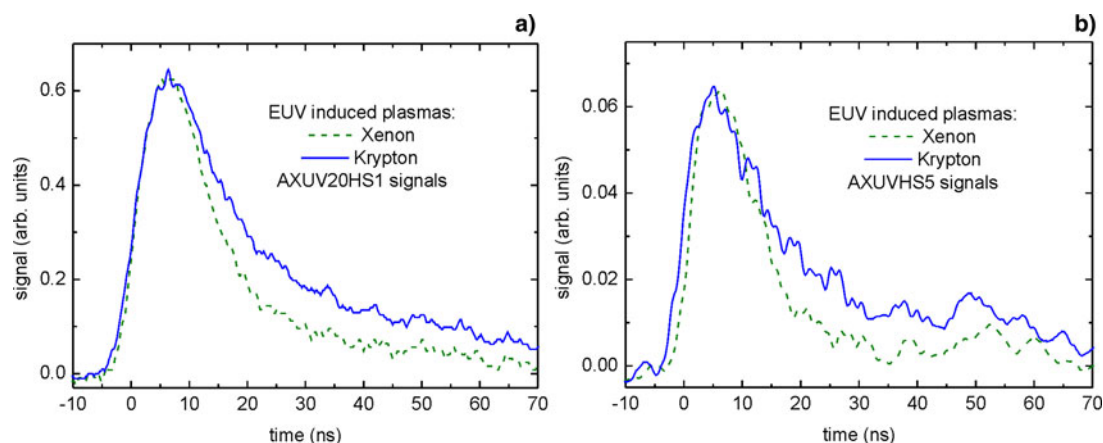 a)
signal (arb. units)
0.6
0.4
0.2
0.0
EUV induced plasmas:
Xenon
Krypton
AXUV20HS1 signals
-10 0 10 20 30 40 50 60 70
time (ns)
b)
signal (arb. units)
0.06
0.04
0.02
0.00
EUV induced plasmas:
Xenon
Krypton
AXUVHS5 signals
-10 0 10 20 30 40 50 60 70
time (ns)